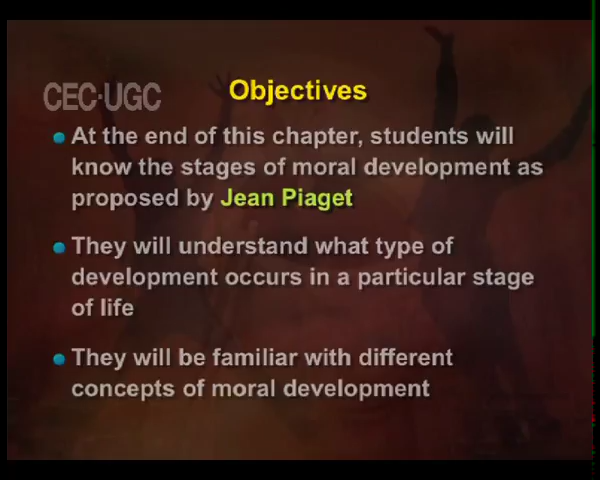 CEC-UGC
Objectives
At the end of this chapter, students will
know the stages of moral development as
proposed by Jean Piaget
They will understand what type of
development occurs in a particular stage
of life
They will be familiar with different
concepts of moral development